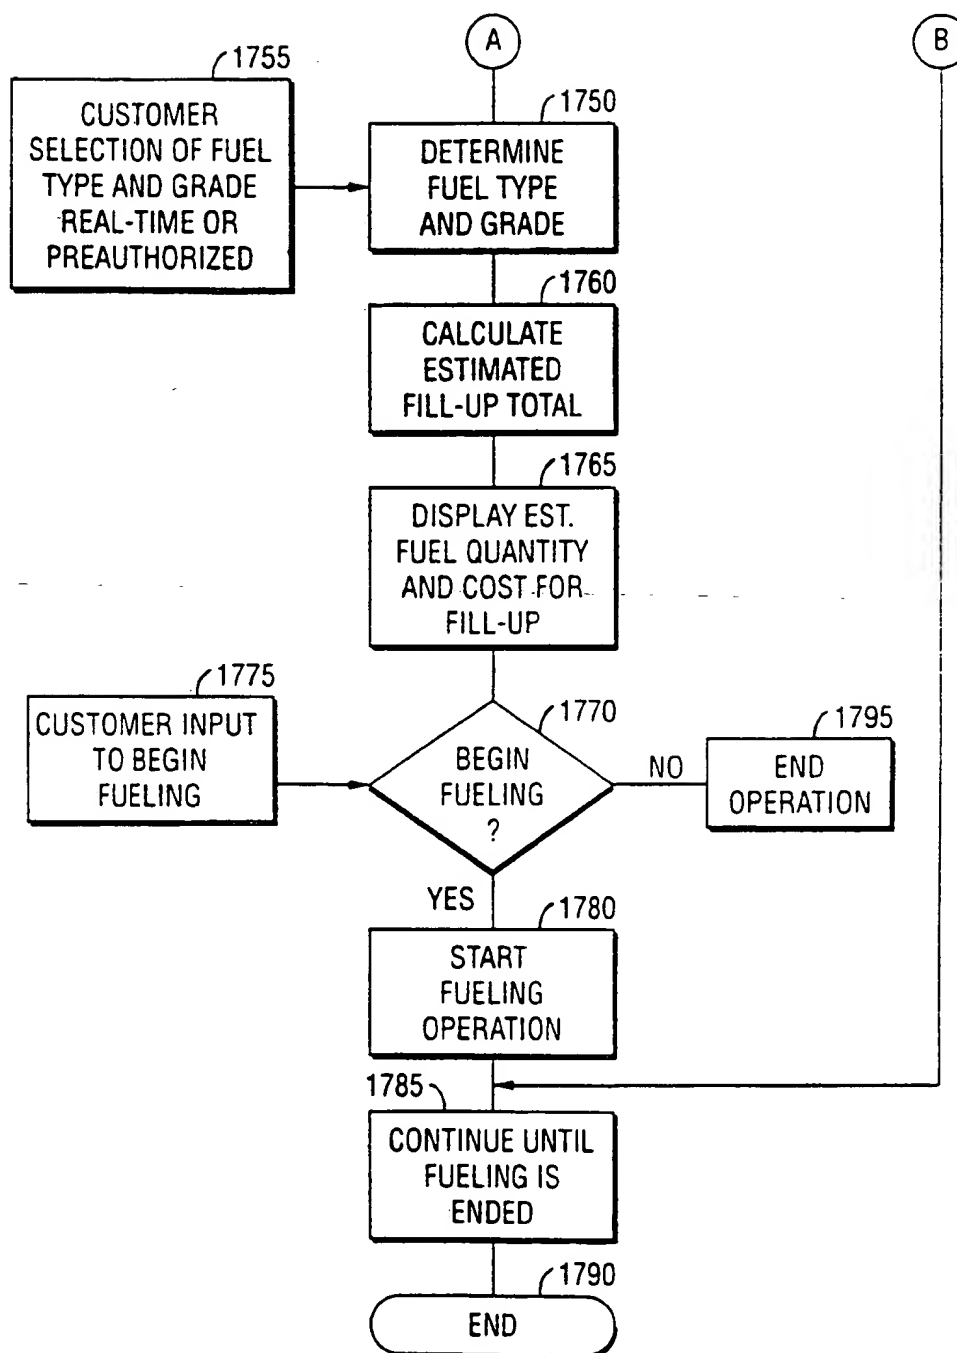 A
B
1755
CUSTOMER
SELECTION OF FUEL
TYPE AND GRADE
REAL-TIME OR
PREAUTHORIZED
1750
DETERMINE
FUEL TYPE
AND GRADE
1760
CALCULATE
ESTIMATED
FILL-UP TOTAL
1765
DISPLAY EST.
FUEL QUANTITY
AND COST FOR
FILL-UP
1775
CUSTOMER INPUT
TO BEGIN
FUELING
1770
BEGIN
FUELING
?
NO
1795
END
OPERATION
YES
1780
START
FUELING
OPERATION
1785
CONTINUE UNTIL
FUELING IS
ENDED
1790
END